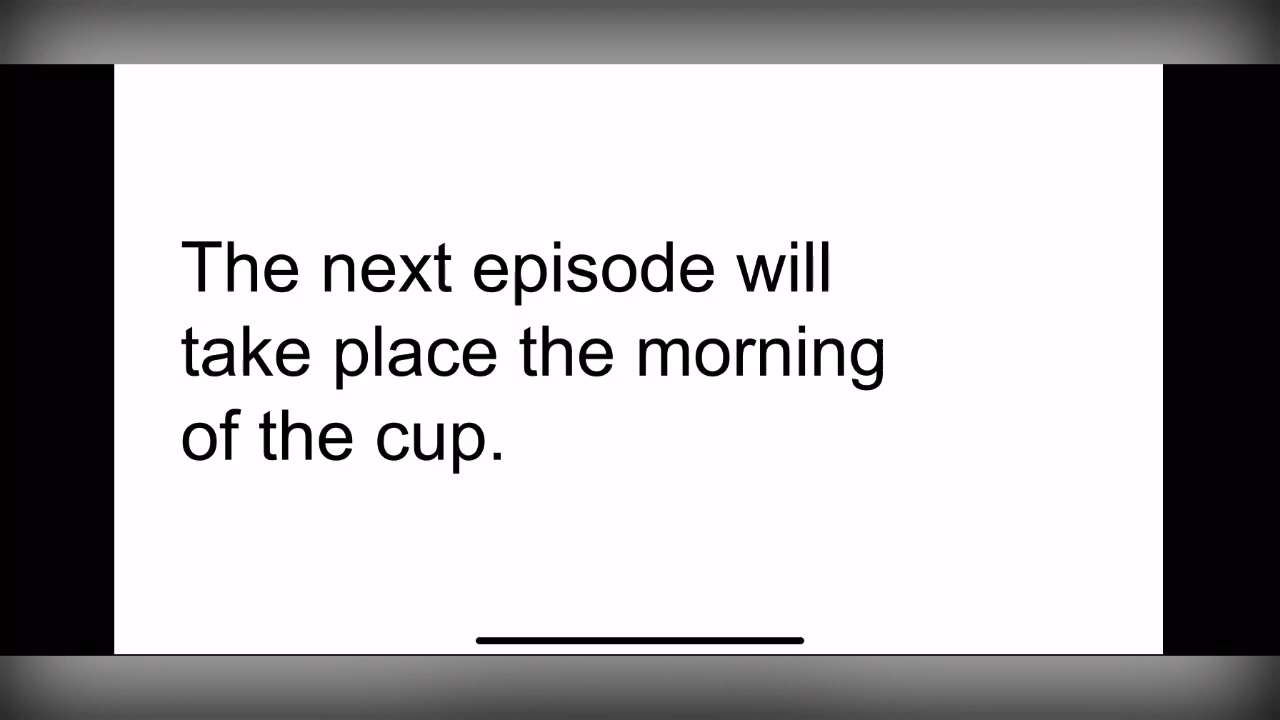 The next episode will
take place the morning
of the cup.